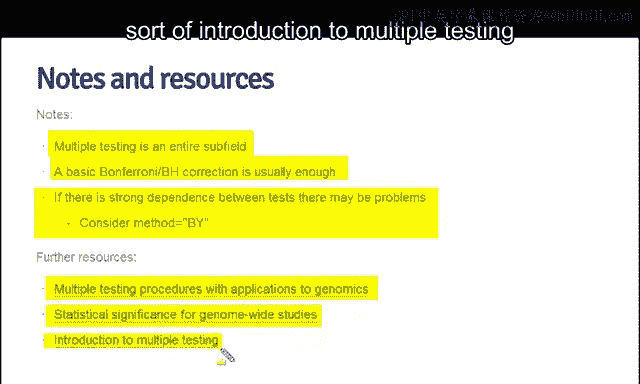 sort of introduction to multiple testing
Notes and resources
Notes:
Multiple testing is an entire subfield
A basic Bonferroni/BH correction is usually enough
If there is strong dependence between tests there may be problems
- Consider method="BY"
Further resources:
Multiple testing procedures with applications to genomics
Statistical significance for genome-wide studies
Introduction to multiple testing